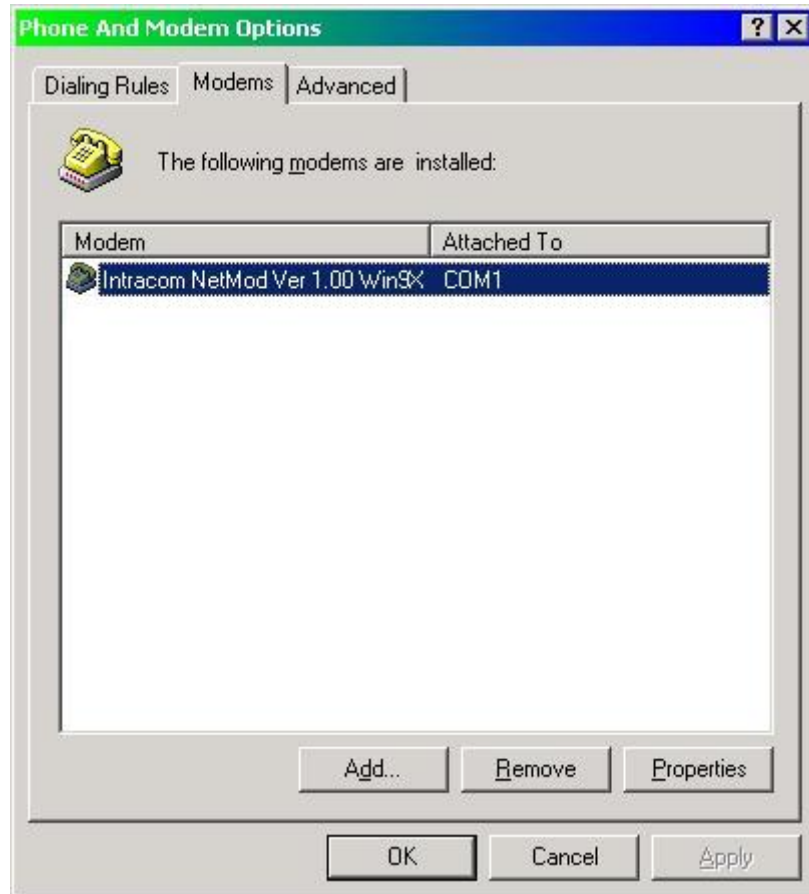 Phone And Modem Options
Dialing Rules Modems Advanced
The following modems are installed:
Modem Attached To
Intracom NetMod Ver 1.00 Win9X COM1
Add... Remove Properties
OK Cancel Apply